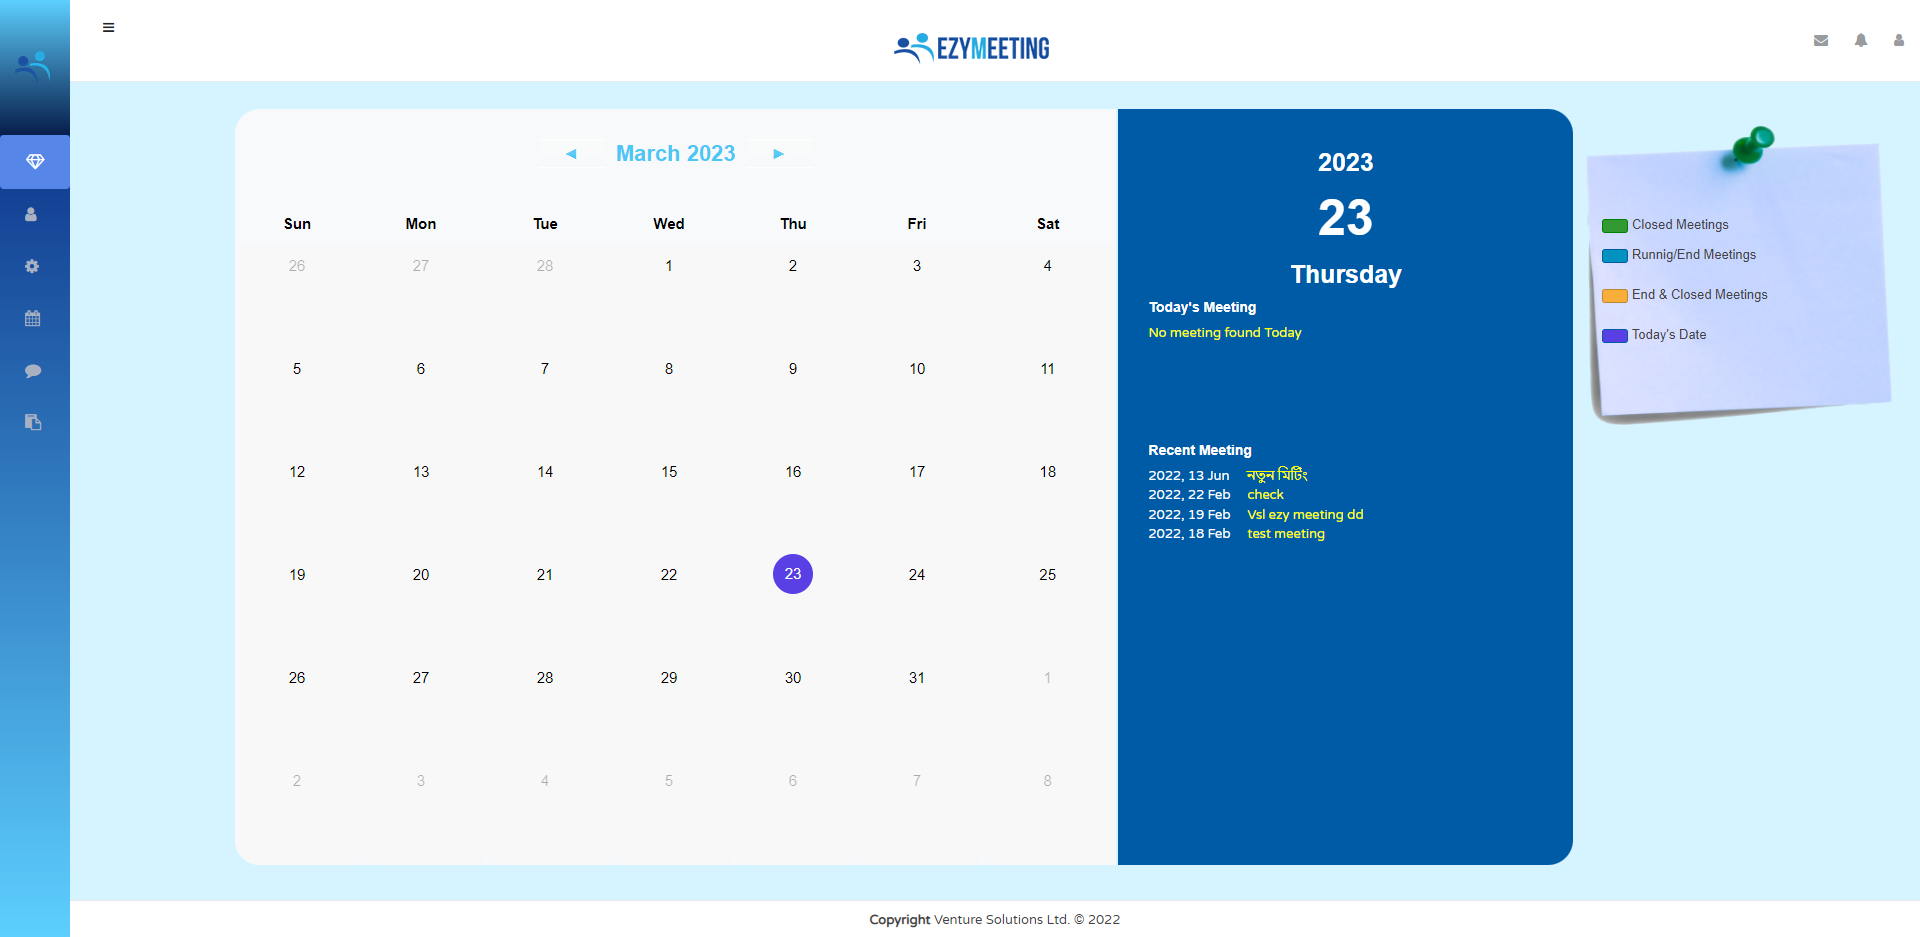 EZYMEETING
◄ March 2023 ►
Sun Mon Tue Wed Thu Fri Sat
26 27 28 1 2 3 4
5 6 7 8 9 10 11
12 13 14 15 16 17 18
19 20 21 22 23 24 25
26 27 28 29 30 31 1
2 3 4 5 6 7 8
2023
23
Thursday
Today's Meeting
No meeting found Today
Recent Meeting
2022, 13 Jun নতুন মিটিং
2022, 22 Feb check
2022, 19 Feb Vsl ezy meeting dd
2022, 18 Feb test meeting
Closed Meetings
Runnig/End Meetings
End & Closed Meetings
Today's Date
Copyright Venture Solutions Ltd. © 2022